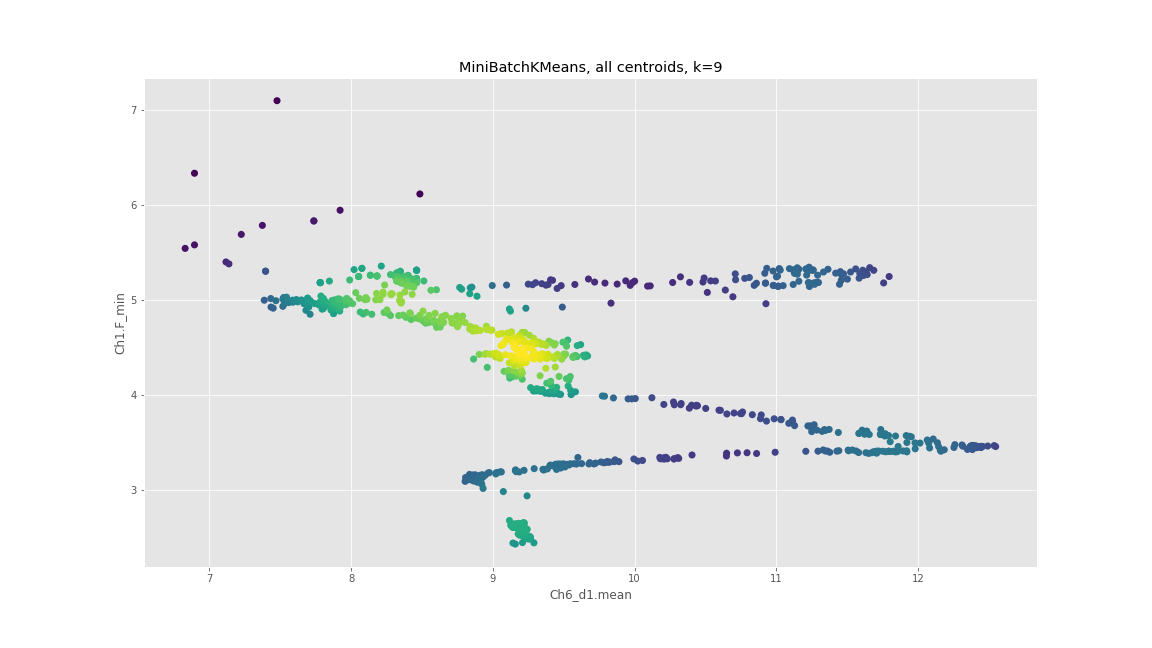 MiniBatchKMeans, all centroids, k=9
7
6
5
4
3
Ch1.F_min
7 8 9 10 11 12
Ch6_d1.mean